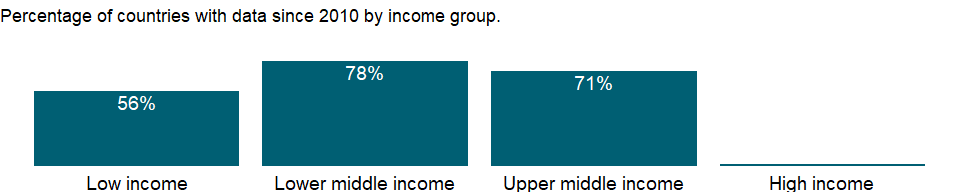 Percentage of countries with data since 2010 by income group.
56%
78%
71%
Low income
Lower middle income
Upper middle income
High income